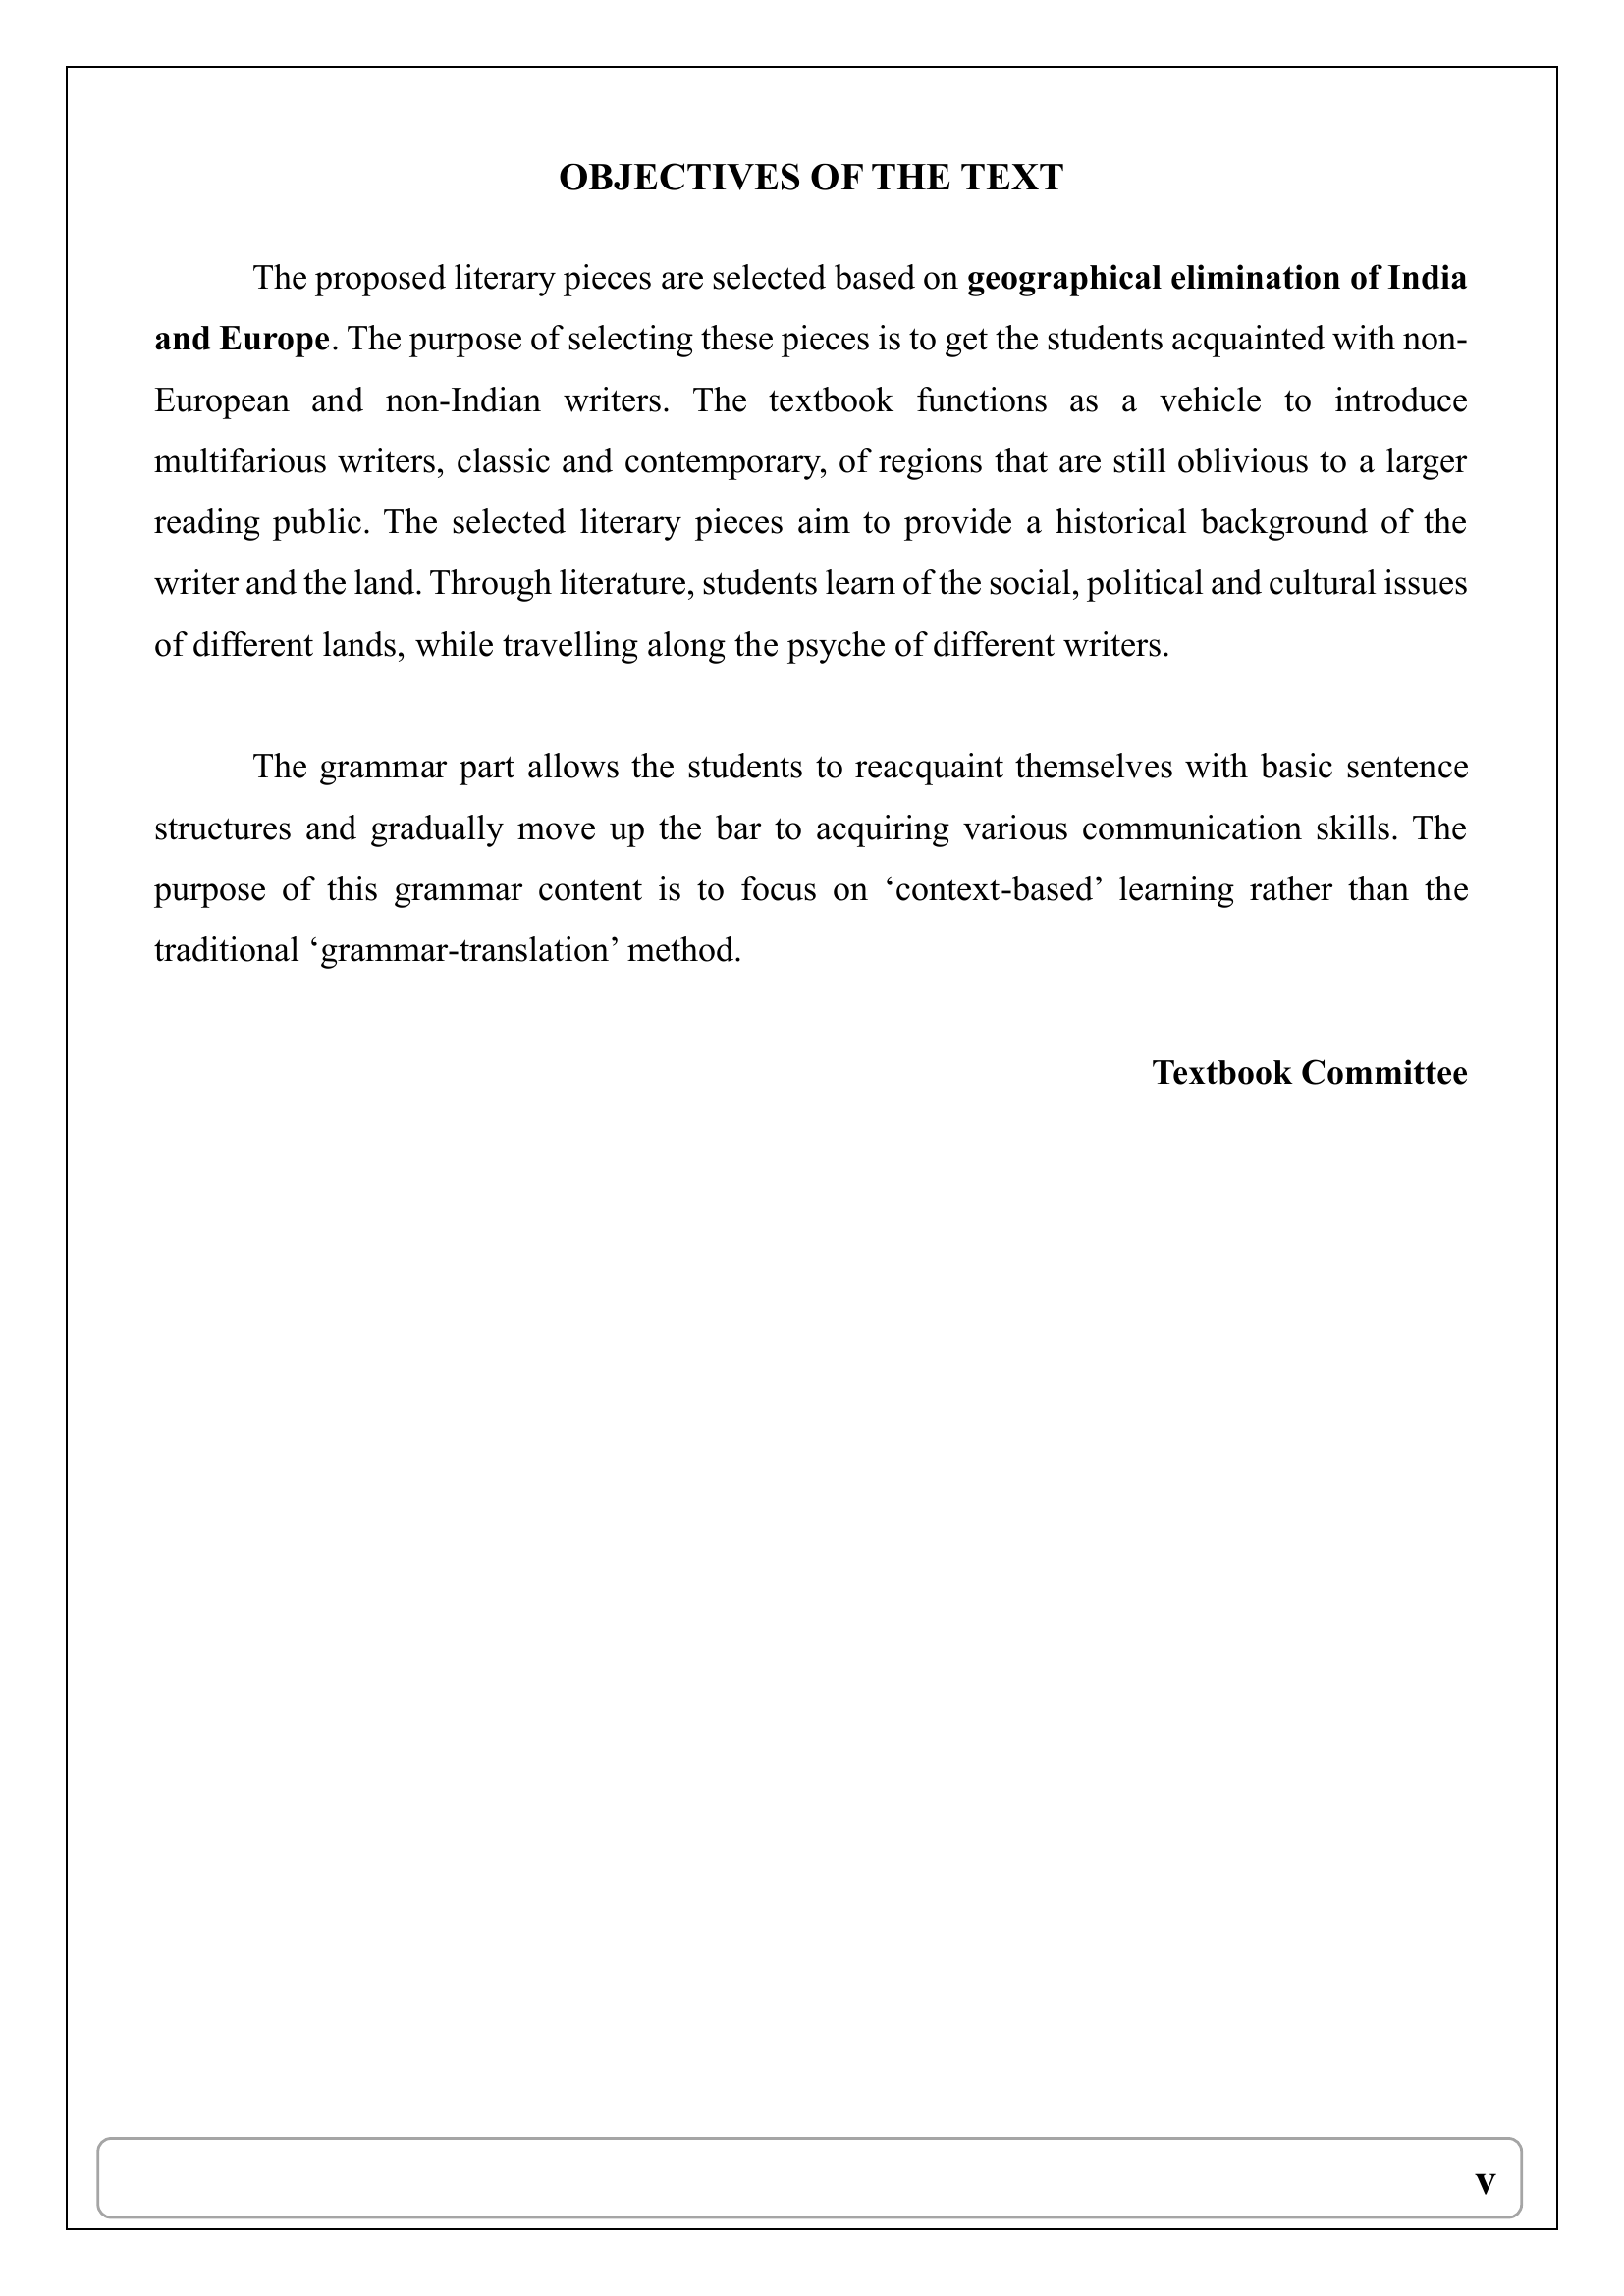 OBJECTIVES OF THE TEXT
The proposed literary pieces are selected based on geographical elimination of India
and Europe. The purpose of selecting these pieces is to get the students acquainted with non-
European and non-Indian writers. The textbook functions as a vehicle to introduce
multifarious writers, classic and contemporary, of regions that are still oblivious to a larger
reading public. The selected literary pieces aim to provide a historical background of the
writer and the land. Through literature, students learn of the social, political and cultural issues
of different lands, while travelling along the psyche of different writers.
The grammar part allows the students to reacquaint themselves with basic sentence
structures and gradually move up the bar to acquiring various communication skills. The
purpose of this grammar content is to focus on ‘context-based’ learning rather than the
traditional ‘grammar-translation’ method.
Textbook Committee
v